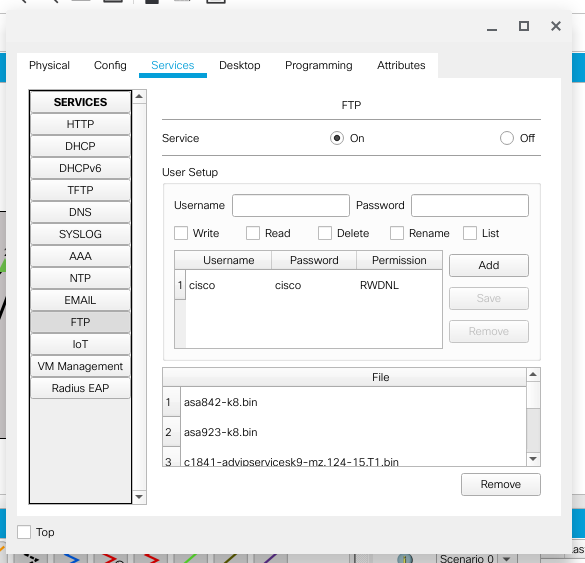 Physical Config Services Desktop Programming Attributes
SERVICES
HTTP
DHCP
DHCPv6
TFTP
DNS
SYSLOG
AAA
NTP
EMAIL
FTP
IoT
VM Management
Radius EAP
FTP
Service On Off
User Setup
Username Password
Write Read Delete Rename List
Username Password Permission
1 cisco cisco RWDNL
Add
Save
Remove
File
1 asa842-k8.bin
2 asa923-k8.bin
3 c1841-advipservicesk9-mz.124-15.T1.bin
Remove
Top
Scenario 0